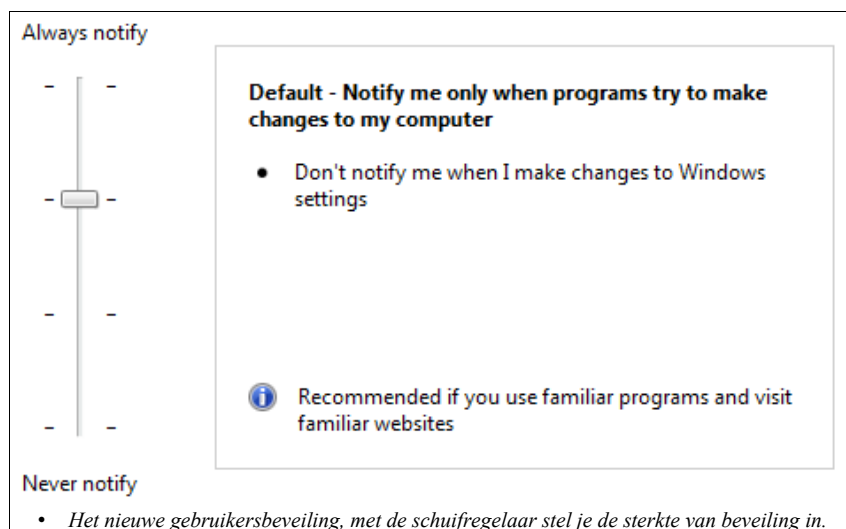 Always notify
Default - Notify me only when programs try to make
changes to my computer
• Don't notify me when I make changes to Windows
settings
Recommended if you use familiar programs and visit
familiar websites
Never notify
• Het nieuwe gebruikersbeveiling, met de schuifregelaar stel je de sterkte van beveiling in.